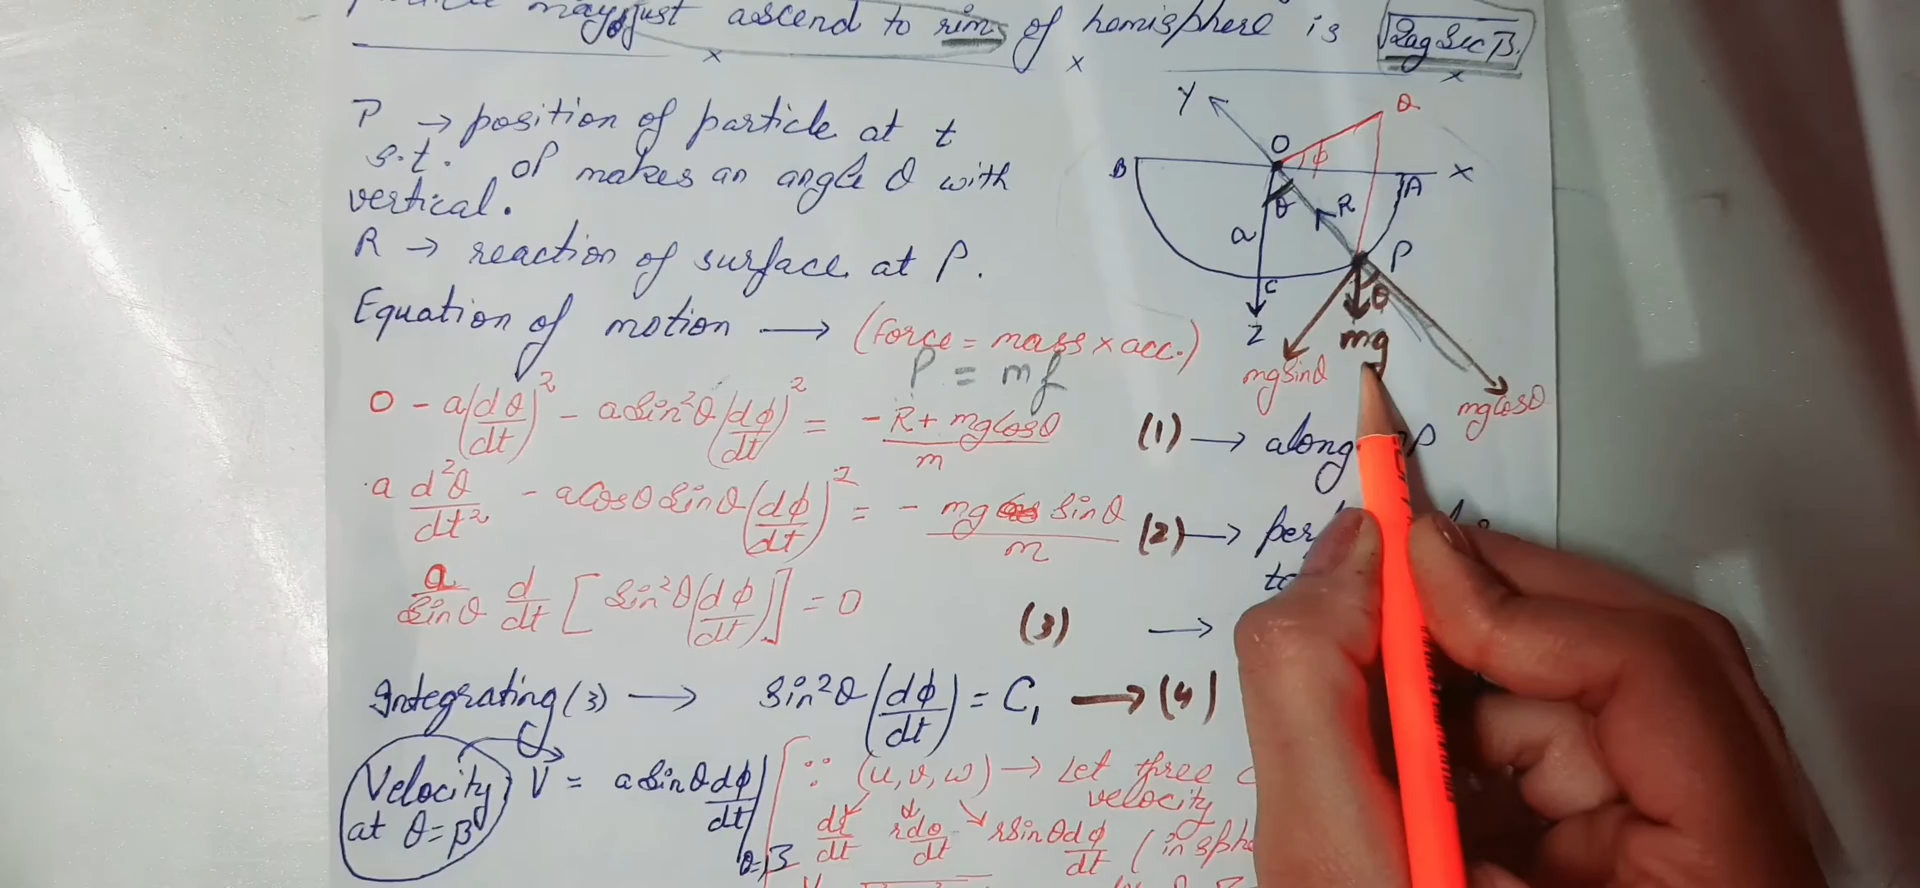 may just ascend to rim of hemisphere is √2ag Sec β.
P → position of particle at t
s.t. OP makes an angle θ with
vertical.
R → reaction of surface at P.
Equation of motion → (force = mass × acc.)
P = mf
0 - a(dθ/dt)² - a Sin²θ(dφ/dt)² = -R + mg Cosθ/m (1) → along OP
a d²θ/dt² - a Cosθ Sinθ(dφ/dt)² = - mg Sinθ/m (2) →
a/Sinθ d/dt [Sin²θ(dφ/dt)] = 0 (3) →
Integrating (3) → Sin²θ(dφ/dt) = C₁ → (4)
Velocity at θ=β V = a Sinθ dφ/dt|θ=β [∵ (u, v, w) → Let three
velocity
dr/dt rdθ/dt rSinθdφ/dt (in
Y
O
φ
Q
B
X
A
θ
R
a
P
C
θ
Z
mg
mg Sinθ
mg Cosθ